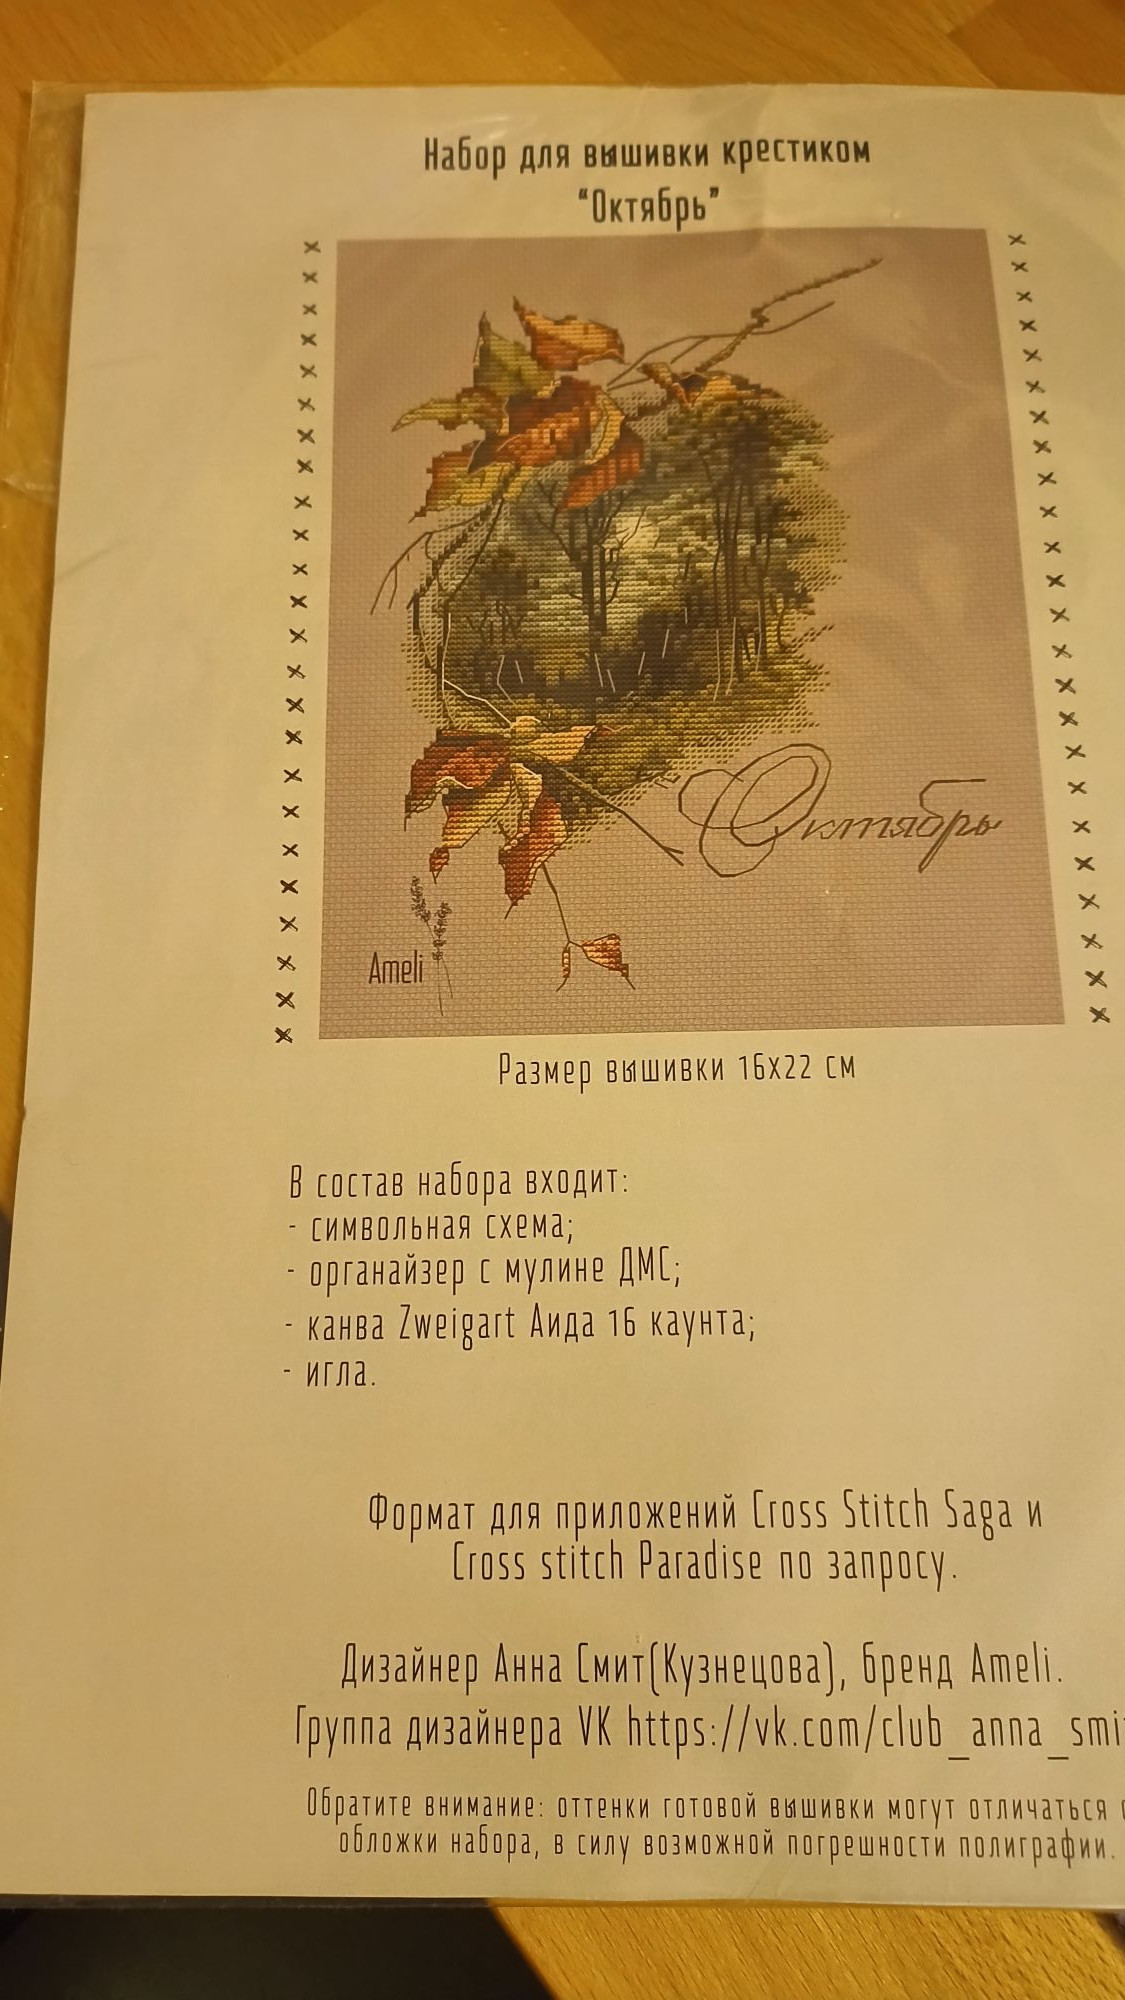 Набор для вышивки крестиком
“Октябрь”
Октябрь
Ameli
Размер вышивки 16х22 см
В состав набора входит:
- символьная схема;
- органайзер с мулине ДМС;
- канва Zweigart Аида 16 каунта;
- игла.
Формат для приложений Cross Stitch Saga и
Cross stitch Paradise по запросу.
Дизайнер Анна Смит(Кузнецова), бренд Ameli.
Группа дизайнера VK https://vk.com/club_anna_smi
Обратите внимание: оттенки готовой вышивки могут отличаться
обложки набора, в силу возможной погрешности полиграфии.